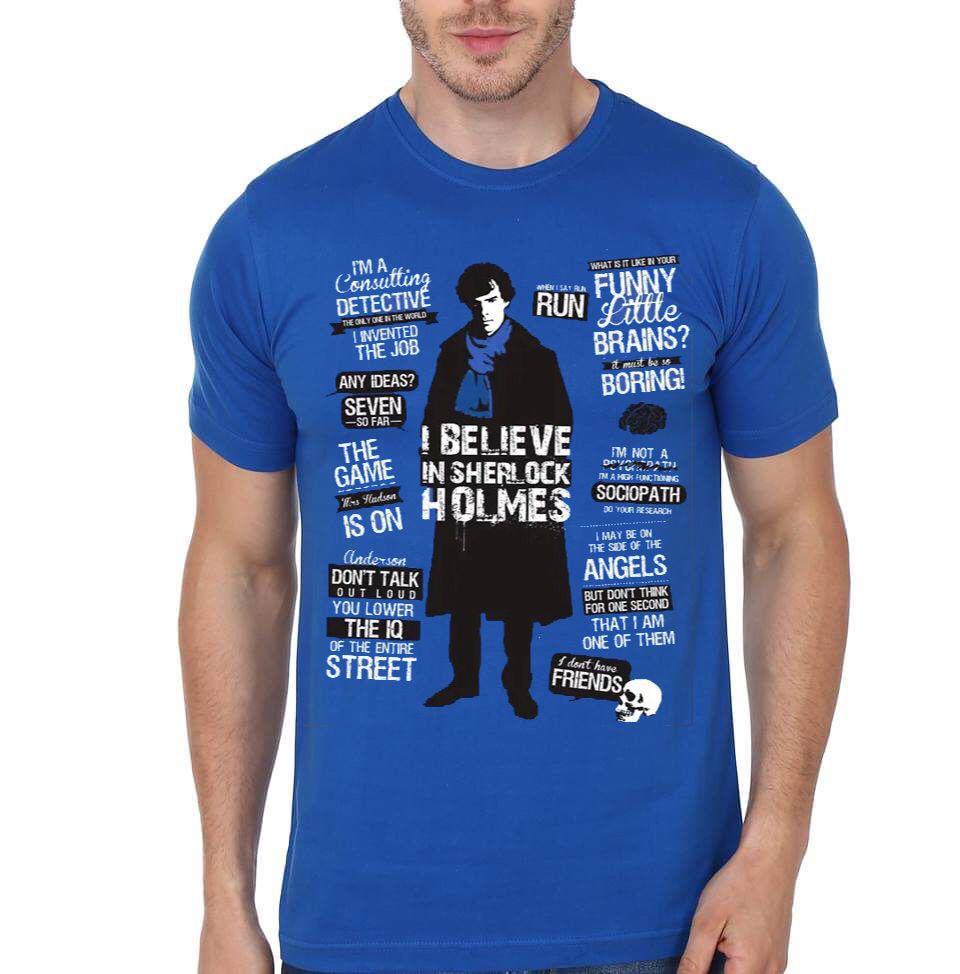 I'M A
Consulting
DETECTIVE
THE ONLY ONE IN THE WORLD
I INVENTED
THE JOB
ANY IDEAS?
SEVEN
—SO FAR—
THE
GAME
Mrs Hudson
IS ON
Anderson
DON'T TALK
OUT LOUD
YOU LOWER
THE IQ
OF THE ENTIRE
STREET
I BELIEVE
IN SHERLOCK
HOLMES
WHEN I SAY RUN
RUN
WHAT IS IT LIKE IN YOUR
FUNNY
Little
BRAINS?
it must be so
BORING!
I'M NOT A
PSYCHOPATH
I'M A HIGH FUNCTIONING
SOCIOPATH
DO YOUR RESEARCH
I MAY BE ON
THE SIDE OF THE
ANGELS
BUT DON'T THINK
FOR ONE SECOND
THAT I AM
ONE OF THEM
I don't have
FRIENDS